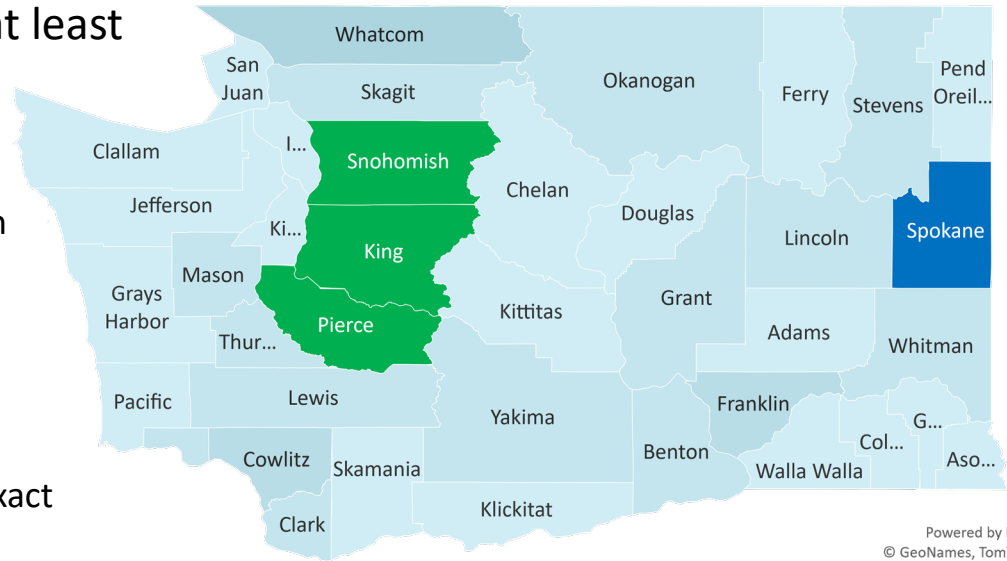 at least
Whatcom
San
Juan
Skagit
Okanogan
Ferry
Stevens
Pend
Oreil...
Clallam
I...
Snohomish
Chelan
Jefferson
Ki...
King
Douglas
Lincoln
Spokane
Mason
Grays
Harbor
Thur...
Pierce
Kittitas
Grant
Adams
Whitman
Pacific
Lewis
Yakima
Franklin
G...
Col...
Aso...
Walla Walla
Benton
Cowlitz
Skamania
Klickitat
Clark
Powered by
© GeoNames, Tom